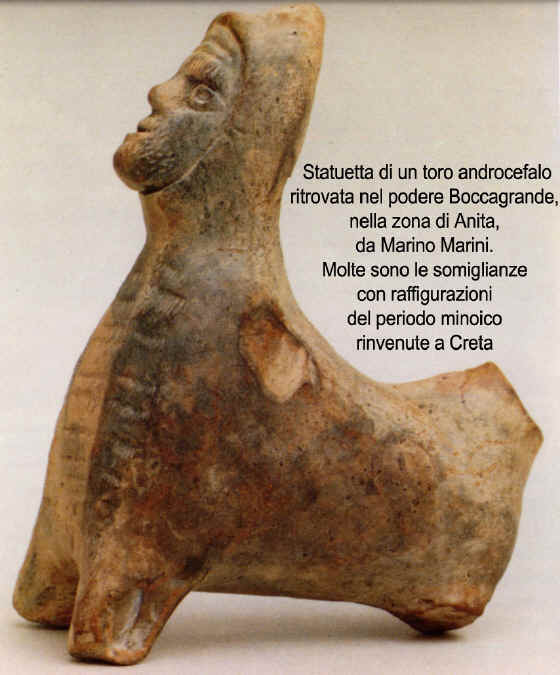 Statuetta di un toro androcefalo
ritrovata nel podere Boccagrande,
nella zona di Anita,
da Marino Marini.
Molte sono le somiglianze
con raffigurazioni
del periodo minoico
rinvenute a Creta